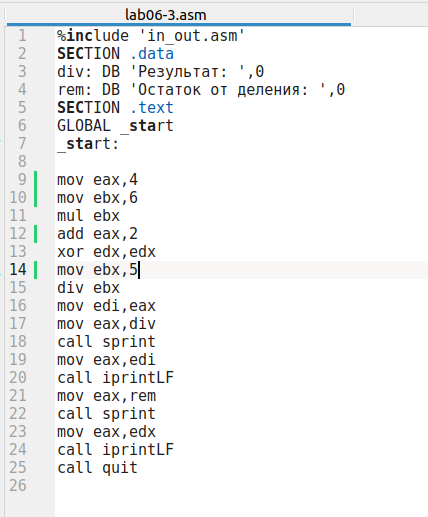 lab06-3.asm
1 %include 'in_out.asm'
2 SECTION .data
3 div: DB 'Результат: ',0
4 rem: DB 'Остаток от деления: ',0
5 SECTION .text
6 GLOBAL _start
7 _start:
8
9 mov eax,4
10 mov ebx,6
11 mul ebx
12 add eax,2
13 xor edx,edx
14 mov ebx,5
15 div ebx
16 mov edi,eax
17 mov eax,div
18 call sprint
19 mov eax,edi
20 call iprintLF
21 mov eax,rem
22 call sprint
23 mov eax,edx
24 call iprintLF
25 call quit
26